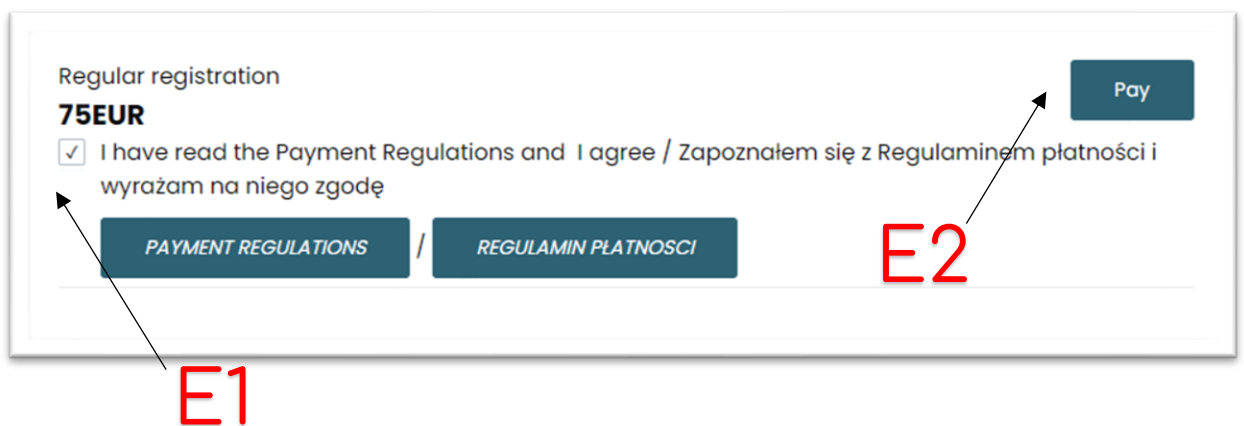 Regular registration
Pay
75EUR
✓ I have read the Payment Regulations and I agree / Zapoznałem się z Regulaminem płatności i
wyrażam na niego zgodę
PAYMENT REGULATIONS / REGULAMIN PŁATNOSCI
E2
E1